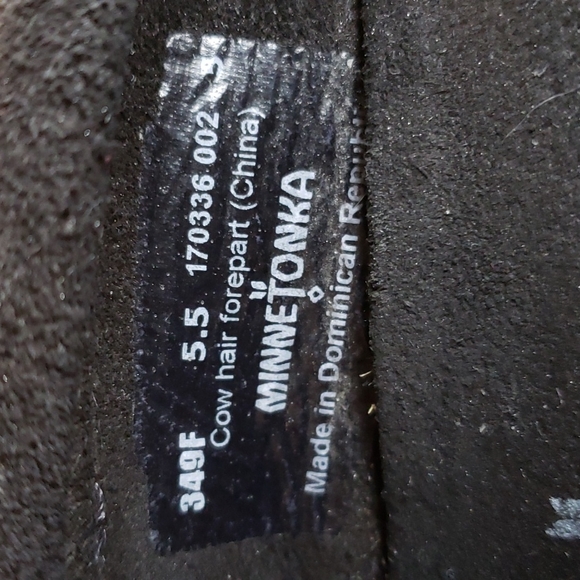 349F 5.5 170336 002
Cow hair forepart ((China)
MINNETONKA
Made in Dominican Republic